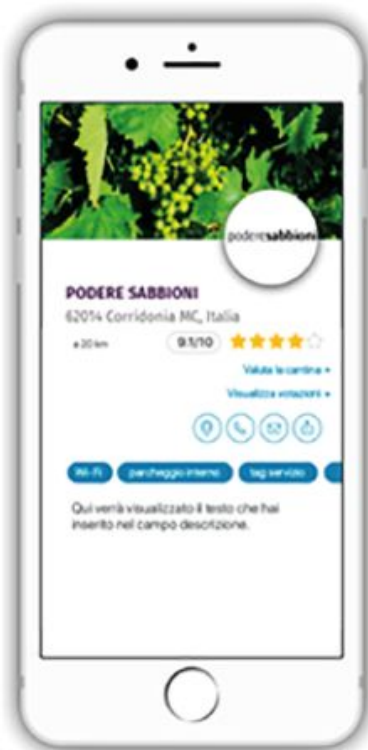 poderesabbioni
PODERE SABBIONI
62014 Corridonia MC, Italia
a 20 km 9.1/10
Valuta la cantina
Visualizza votazioni
Wi-Fi parcheggio interno tag servizio
Qui verrà visualizzato il testo che hai
inserito nel campo descrizione.